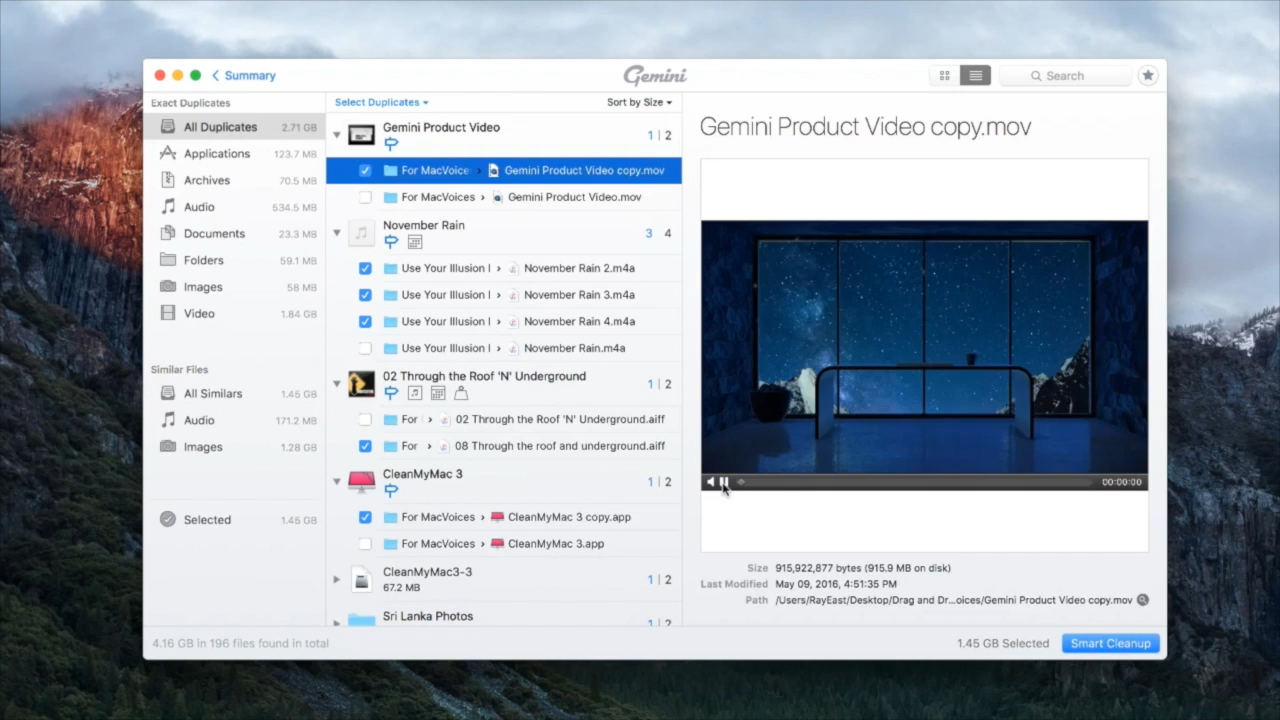 Summary
Gemini
Search
Exact Duplicates
All Duplicates 2.71 GB
Applications 123.7 MB
Archives 70.5 MB
Audio 534.5 MB
Documents 23.3 MB
Folders 59.1 MB
Images 58 MB
Video 1.84 GB
Similar Files
All Similars 1.45 GB
Audio 171.2 MB
Images 1.28 GB
Selected 1.45 GB
Select Duplicates Sort by Size
Gemini Product Video 1 | 2
For MacVoice › Gemini Product Video copy.mov
For MacVoices › Gemini Product Video.mov
November Rain 3 4
Use Your Illusion I › November Rain 2.m4a
Use Your Illusion I › November Rain 3.m4a
Use Your Illusion I › November Rain 4.m4a
Use Your Illusion I › November Rain.m4a
02 Through the Roof 'N' Underground 1 | 2
For › 02 Through the Roof 'N' Underground.aiff
For › 08 Through the roof and underground.aiff
CleanMyMac 3 1 | 2
For MacVoices › CleanMyMac 3 copy.app
For MacVoices › CleanMyMac 3.app
CleanMyMac3-3 1 | 2
67.2 MB
Sri Lanka Photos 1 | 2
Gemini Product Video copy.mov
00:00:00
Size 915,922,877 bytes (915.9 MB on disk)
Last Modified May 09, 2016, 4:51:35 PM
Path /Users/RayEast/Desktop/Drag and Dr...oices/Gemini Product Video copy.mov
4.16 GB in 196 files found in total
1.45 GB Selected
Smart Cleanup